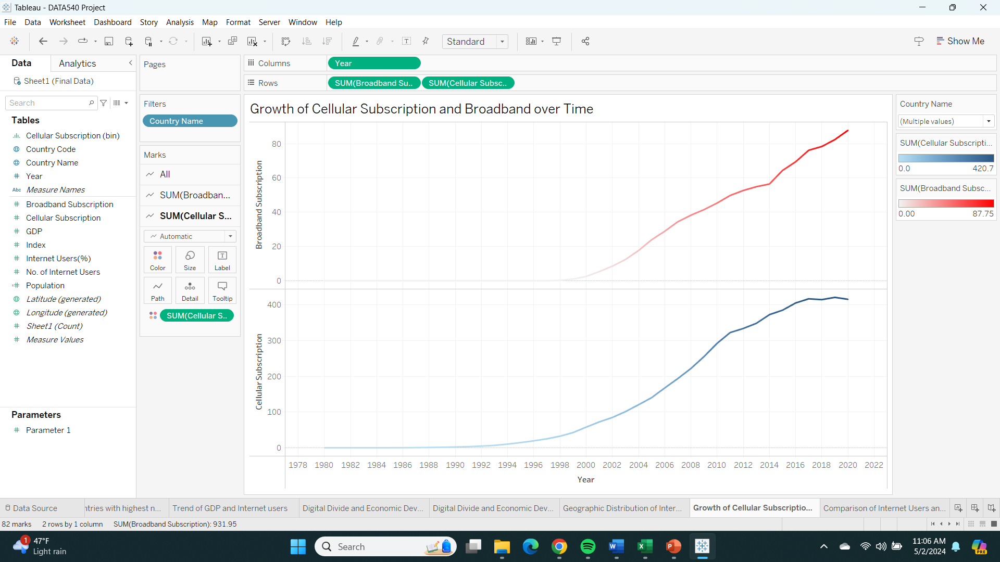 Tableau - DATA540 Project
File Data Worksheet Dashboard Story Analysis Map Format Server Window Help
Standard
Show Me
Data Analytics
Sheet1 (Final Data)
Search
Tables
Cellular Subscription (bin)
Country Code
Country Name
Year
Abc Measure Names
Broadband Subscription
Cellular Subscription
GDP
Index
Internet Users(%)
No. of Internet Users
Population
Latitude (generated)
Longitude (generated)
Sheet1 (Count)
Measure Values
Parameters
Parameter 1
Pages
Filters
Country Name
Marks
All
SUM(Broadban...
SUM(Cellular S...
Automatic
Color Size Label
Path Detail Tooltip
SUM(Cellular S..
Columns Year
Rows SUM(Broadband Su.. SUM(Cellular Subsc..
Growth of Cellular Subscription and Broadband over Time
Broadband Subscription
80
60
40
20
0
Cellular Subscription
400
300
200
100
0
1978 1980 1982 1984 1986 1988 1990 1992 1994 1996 1998 2000 2002 2004 2006 2008 2010 2012 2014 2016 2018 2020 2022
Year
Country Name
(Multiple values)
SUM(Cellular Subscripti...
0.0 420.7
SUM(Broadband Subsc...
0.00 87.75
Data Source ntries with highest n... Trend of GDP and Internet users Digital Divide and Economic Dev... Digital Divide and Economic Dev... Geographic Distribution of Inter... Growth of Cellular Subscriptio... Comparison of Internet Users an...
82 marks 2 rows by 1 column SUM(Broadband Subscription): 931.95
1
47°F
Light rain
Search
11:06 AM
5/2/2024
PRE